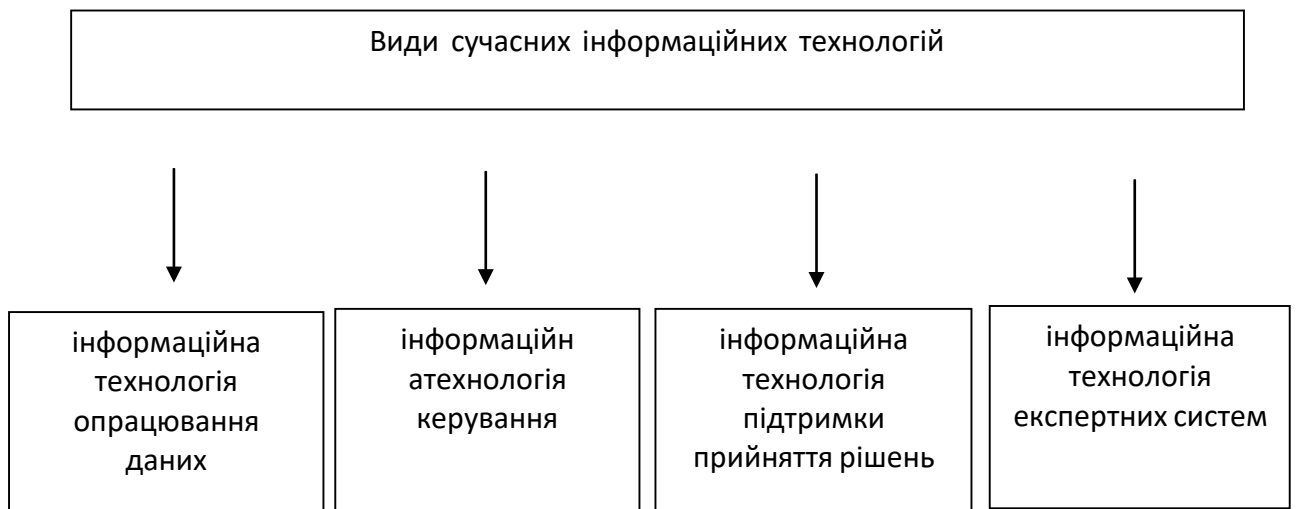 Види сучасних інформаційних технологій
інформаційна
технологія
опрацювання
даних
інформаційн
атехнологія
керування
інформаційна
технологія
підтримки
прийняття рішень
інформаційна
технологія
експертних систем